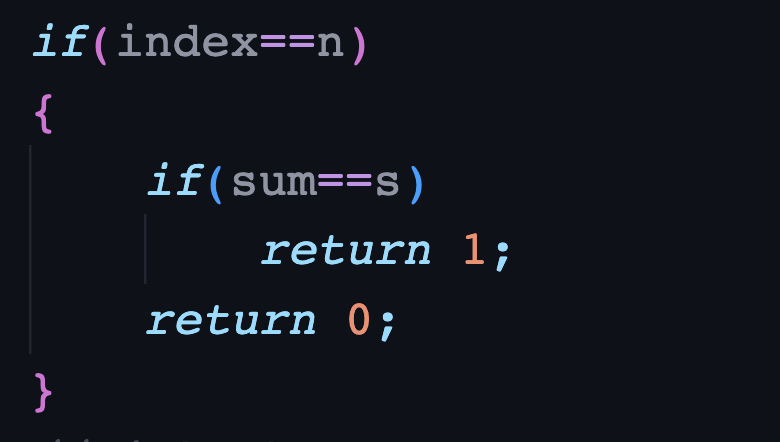 if(index==n)
{
if(sum==s)
return 1;
return 0;
}